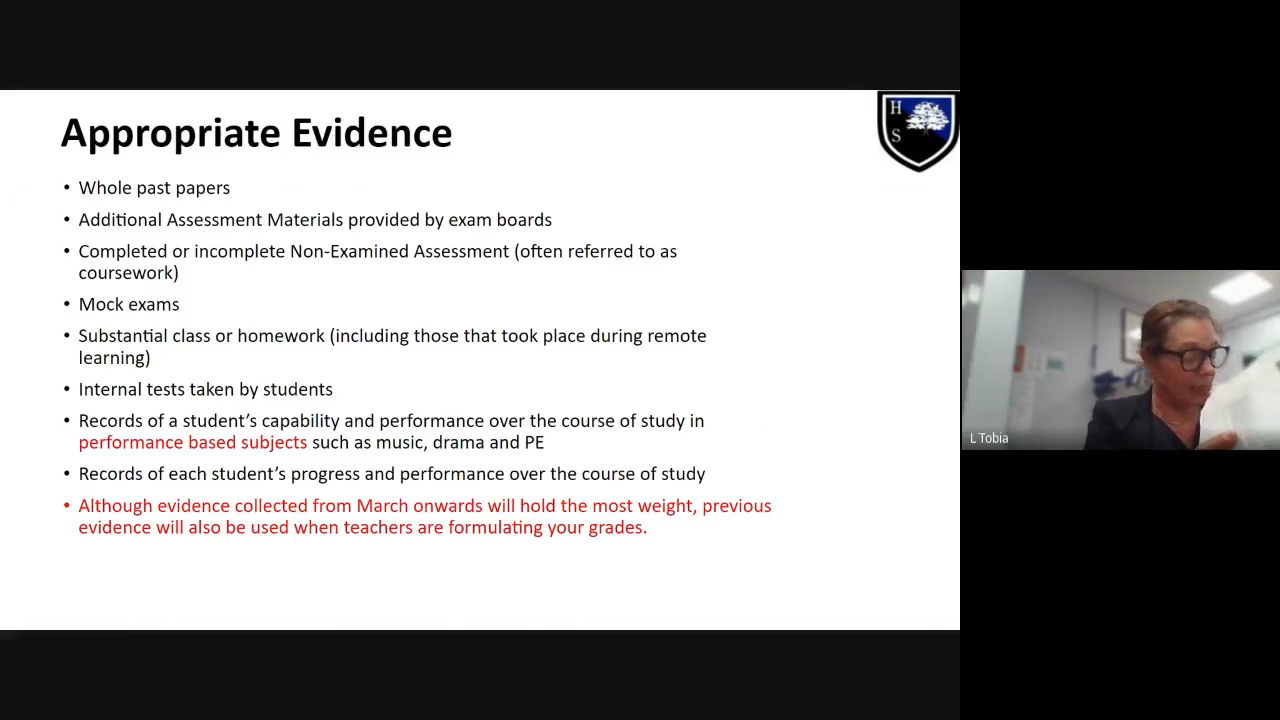 Appropriate Evidence
H
S
• Whole past papers
• Additional Assessment Materials provided by exam boards
• Completed or incomplete Non-Examined Assessment (often referred to as
coursework)
• Mock exams
• Substantial class or homework (including those that took place during remote
learning)
• Internal tests taken by students
• Records of a student’s capability and performance over the course of study in
performance based subjects such as music, drama and PE
• Records of each student’s progress and performance over the course of study
• Although evidence collected from March onwards will hold the most weight, previous
evidence will also be used when teachers are formulating your grades.
L Tobia